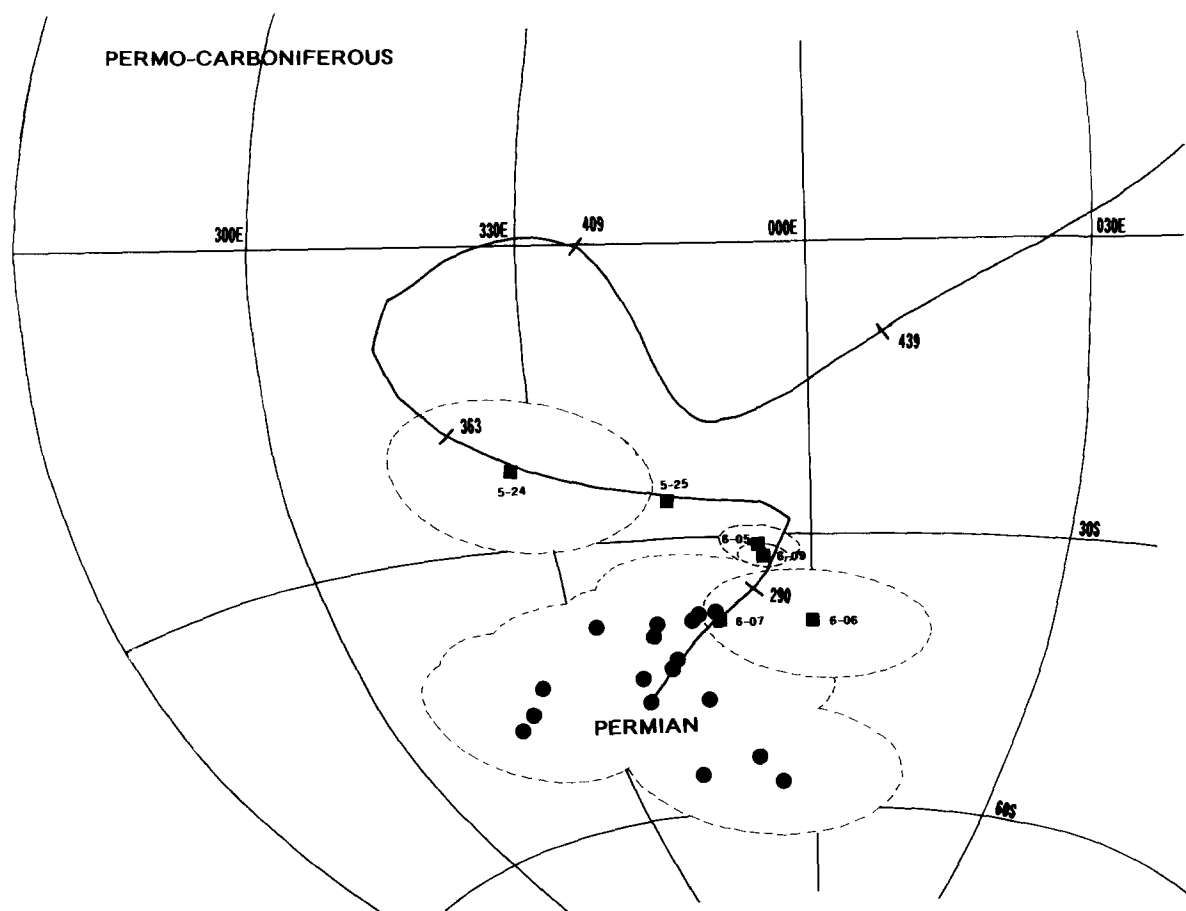 PERMO-CARBONIFEROUS
409
300E
330E
000E
030E
439
363
5-24
5-25
30S
6-05
6-09
290
6-07
6-06
PERMIAN
60S